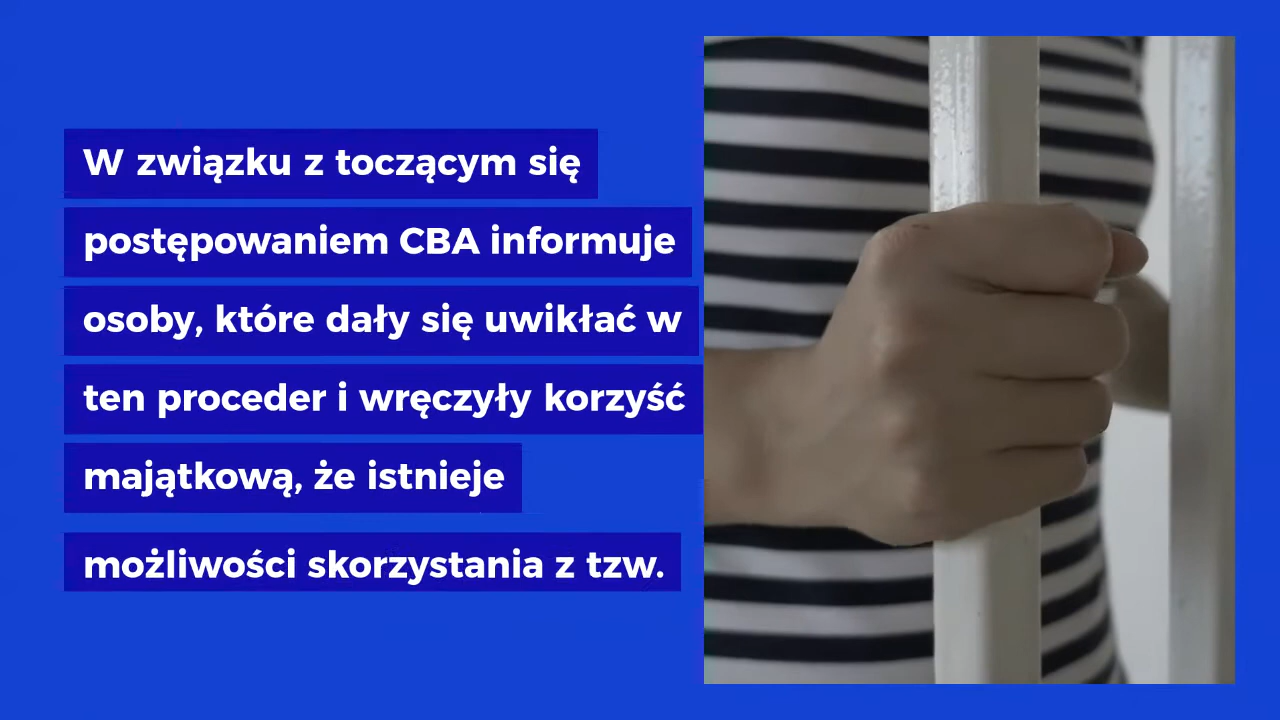 W związku z toczącym się
postępowaniem CBA informuje
osoby, które dały się uwikłać w
ten proceder i wręczyły korzyść
majątkową, że istnieje
możliwości skorzystania z tzw.